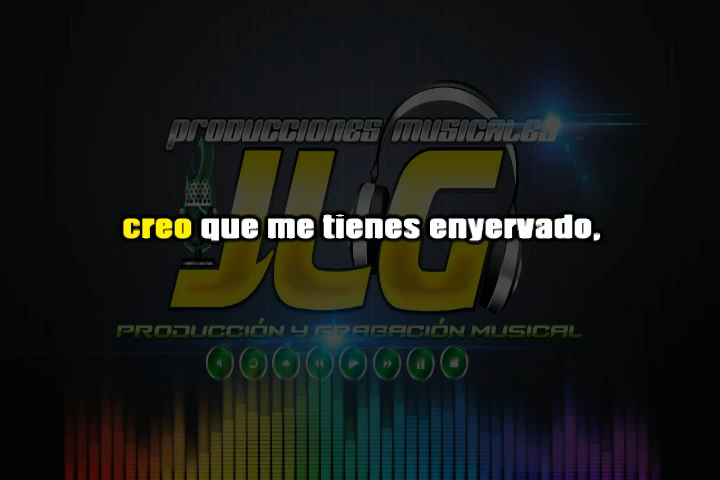 PRODUCCIONES MUSICALES
JLG
creo que me tienes enyervado,
PRODUCCIÓN Y GRABACIÓN MUSICAL